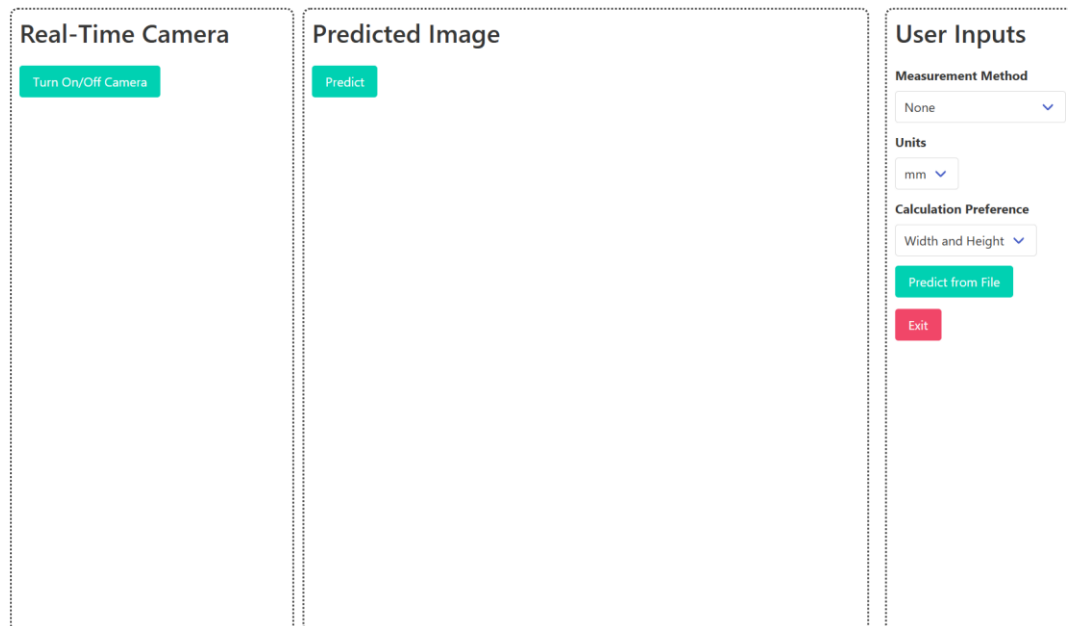 Real-Time Camera
Turn On/Off Camera
Predicted Image
Predict
User Inputs
Measurement Method
None
Units
mm
Calculation Preference
Width and Height
Predict from File
Exit